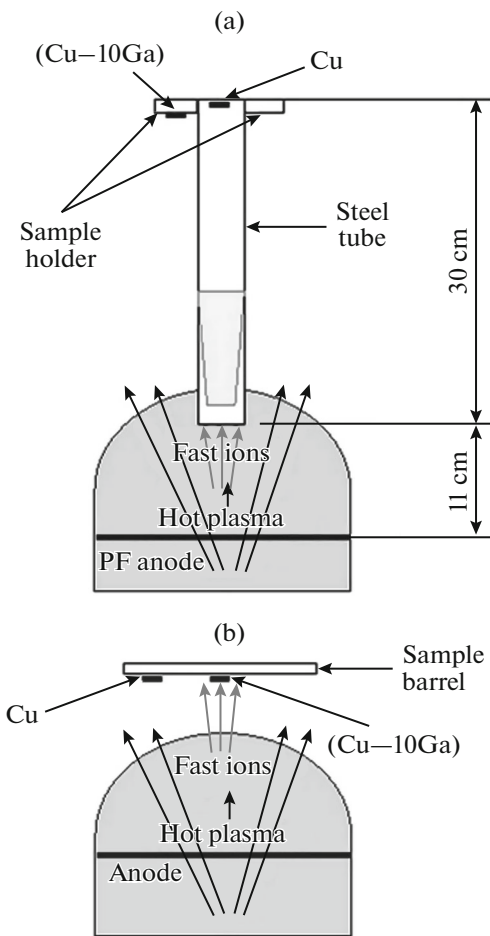 (a)
(Cu–10Ga)
Cu
Sample
holder
Steel
tube
30 cm
Fast ions
11 cm
Hot plasma
PF anode
(b)
Sample
barrel
Cu
(Cu–10Ga)
Fast ions
Hot plasma
Anode